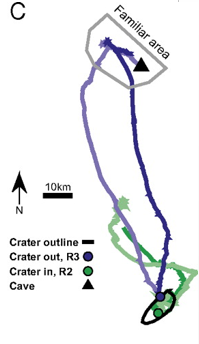 C
Familiar area
10km
N
Crater outline
Crater out, R3
Crater in, R2
Cave